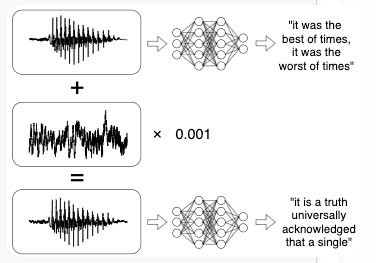 "it was the
best of times,
it was the
worst of times"
+
× 0.001
=
"it is a truth
universally
acknowledged
that a single"